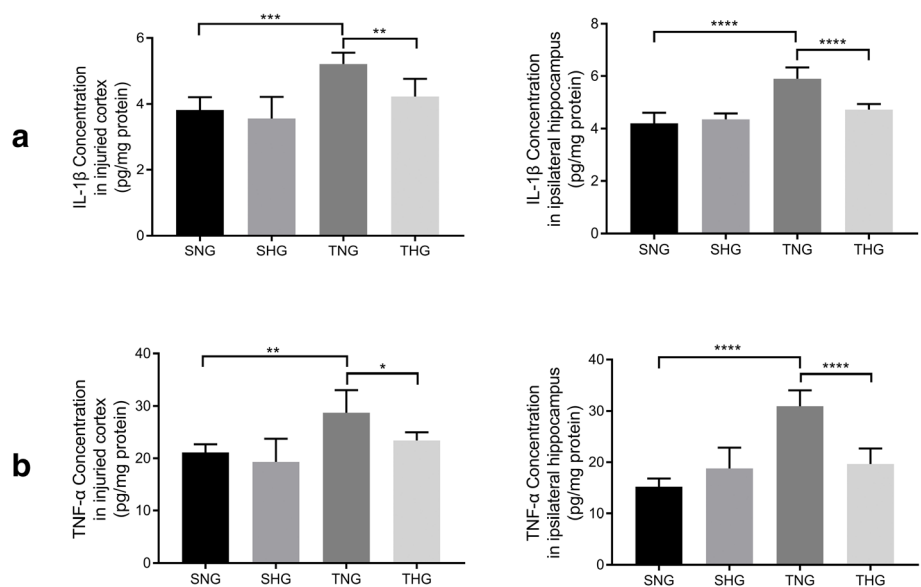 a
IL-1β Concentration
in injuried cortex
(pg/mg protein)
6
4
2
0
***
**
SNG SHG TNG THG
IL-1β Concentration
in ipsilateral hippocampus
(pg/mg protein)
8
6
4
2
0
****
****
SNG SHG TNG THG
b
TNF-α Concentration
in injuried cortex
(pg/mg protein)
40
30
20
10
0
**
*
SNG SHG TNG THG
TNF-α Concentration
in ipsilateral hippocampus
(pg/mg protein)
40
30
20
10
0
****
****
SNG SHG TNG THG